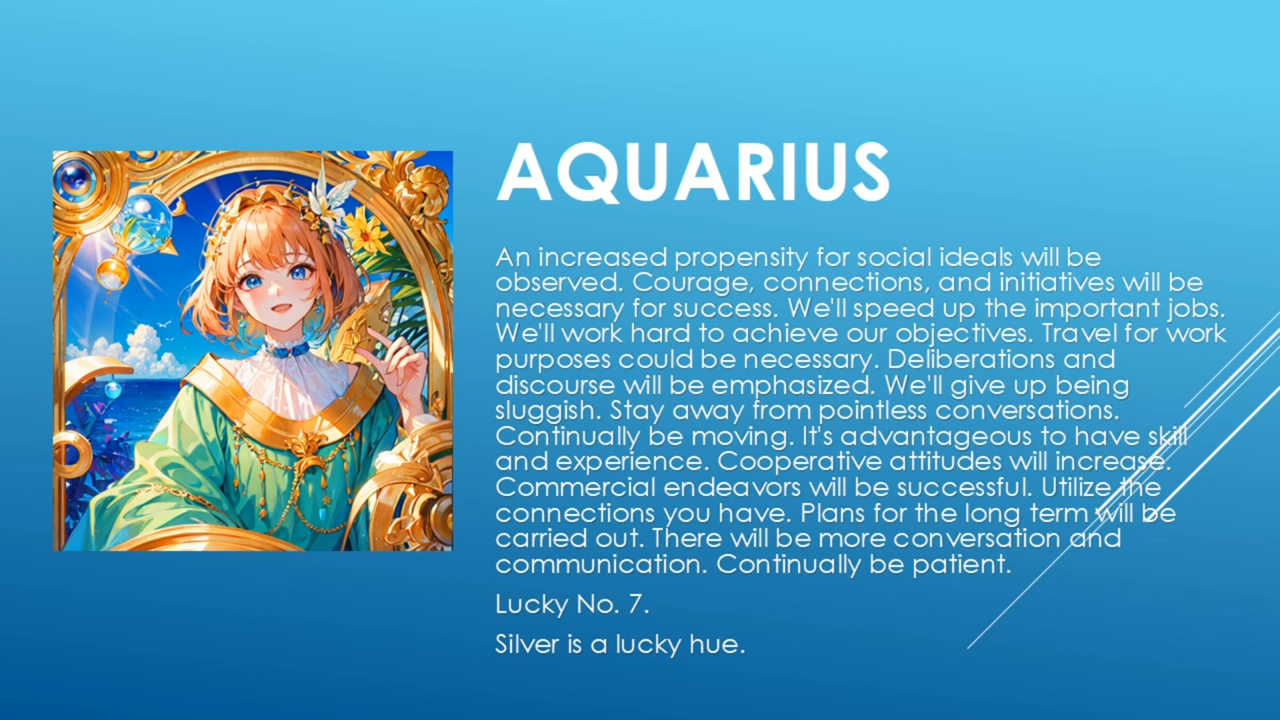 AQUARIUS
An increased propensity for social ideals will be
observed. Courage, connections, and initiatives will be
necessary for success. We'll speed up the important jobs.
We'll work hard to achieve our objectives. Travel for work
purposes could be necessary. Deliberations and
discourse will be emphasized. We'll give up being
sluggish. Stay away from pointless conversations.
Continually be moving. It's advantageous to have skill
and experience. Cooperative attitudes will increase.
Commercial endeavors will be successful. Utilize the
connections you have. Plans for the long term will be
carried out. There will be more conversation and
communication. Continually be patient.
Lucky No. 7.
Silver is a lucky hue.